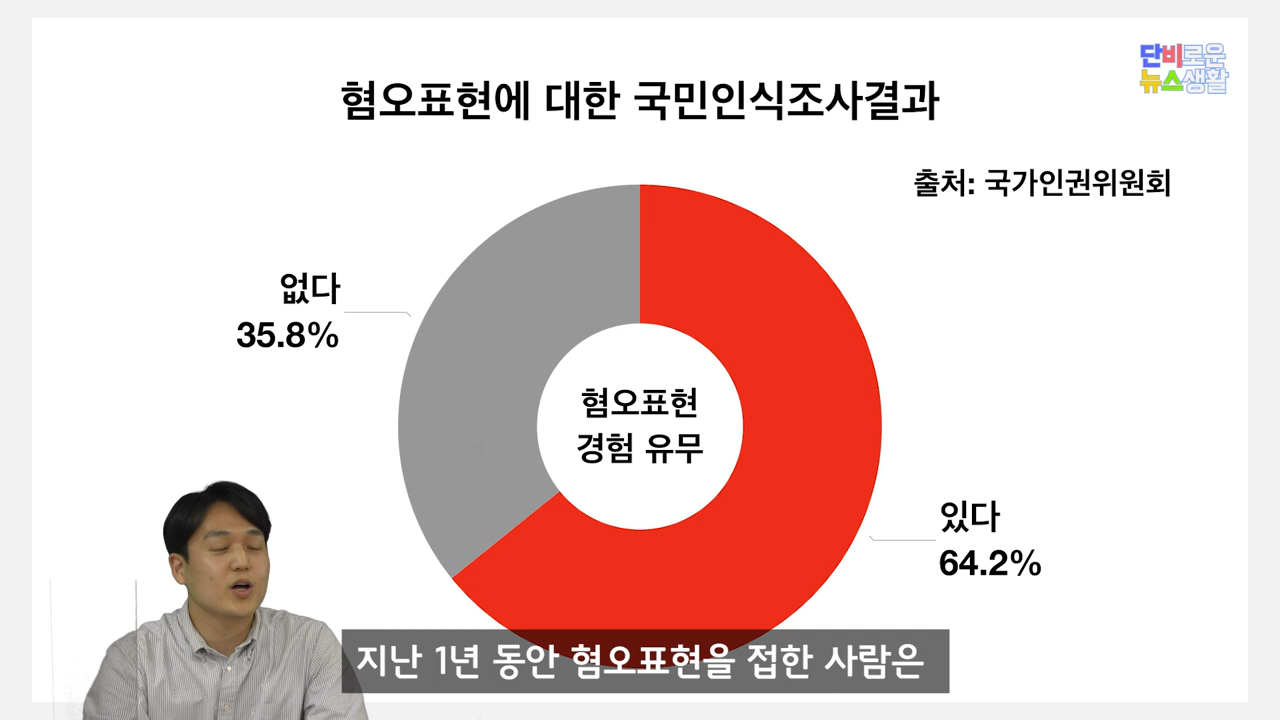 단비로운
뉴스생활
혐오표현에 대한 국민인식조사결과
출처: 국가인권위원회
없다
35.8%
혐오표현
경험 유무
있다
64.2%
지난 1년 동안 혐오표현을 접한 사람은